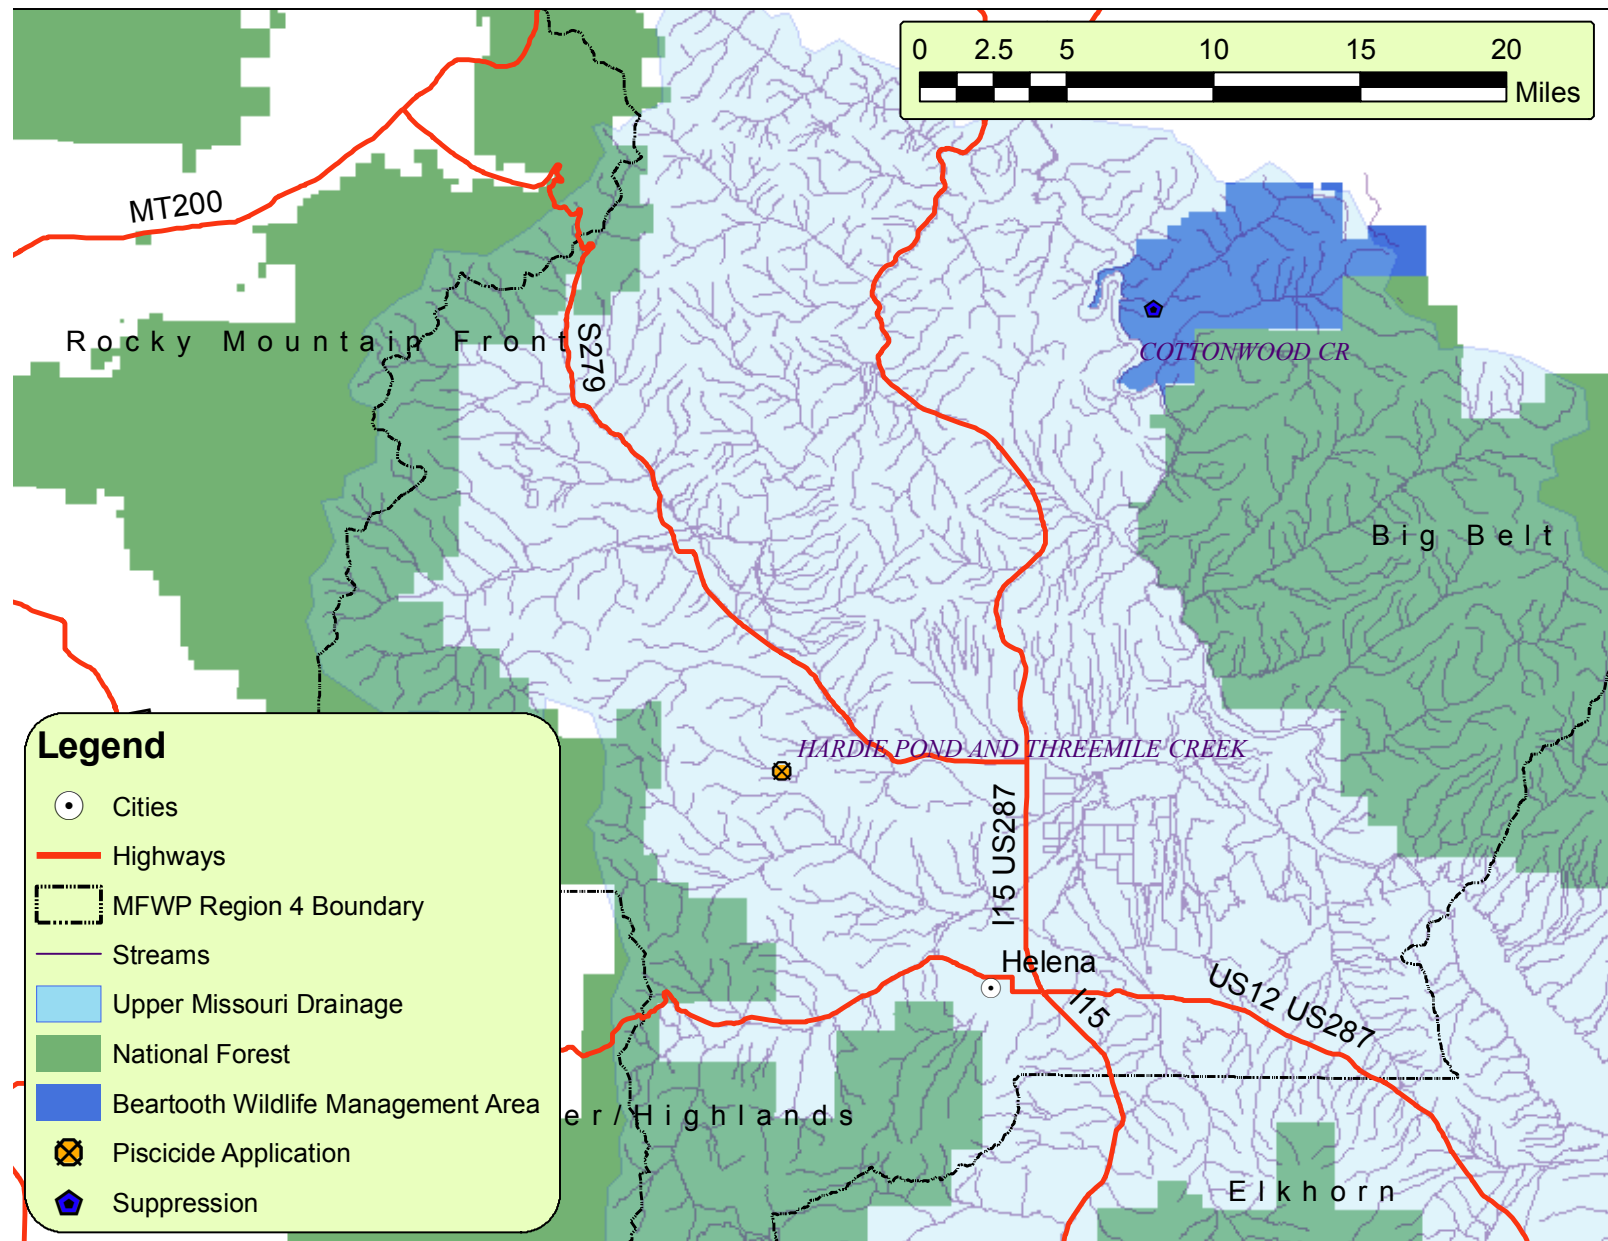 0 2.5 5 10 15 20
Miles
MT200
Rocky Mountain Front
S279
COTTONWOOD CR
Big Belt
HARDIE POND AND THREEMILE CREEK
I15 US287
Helena
I15
US12 US287
er/Highlands
Elkhorn
Legend
Cities
Highways
MFWP Region 4 Boundary
Streams
Upper Missouri Drainage
National Forest
Beartooth Wildlife Management Area
Piscicide Application
Suppression